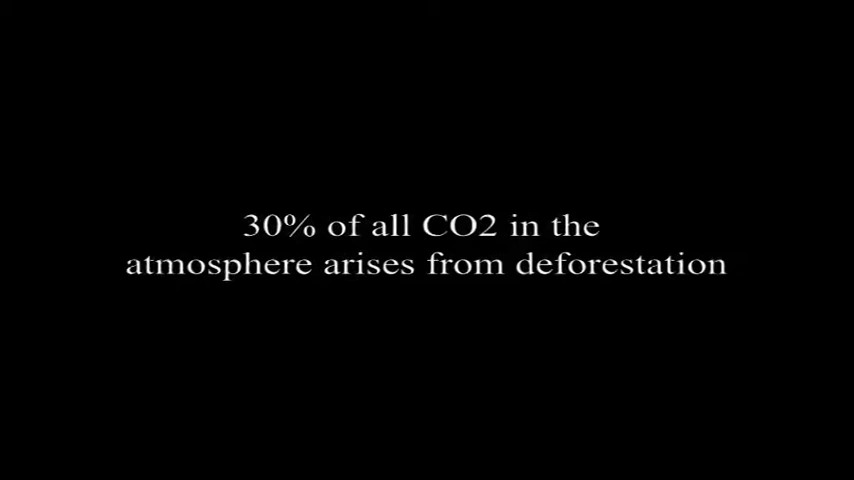 30% of all CO2 in the
atmosphere arises from deforestation